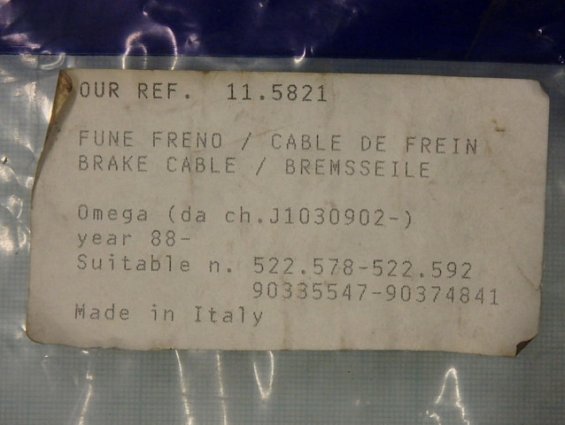 OUR REF. 11.5821
FUNE FRENO / CABLE DE FREIN
BRAKE CABLE / BREMSSEILE
Omega (da ch.J1030902-)
year 88-
Suitable n. 522.578-522.592
90335547-90374841
Made in Italy